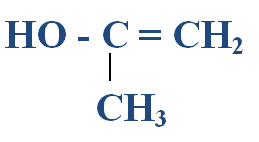 HO - C = CH₂
CH₃